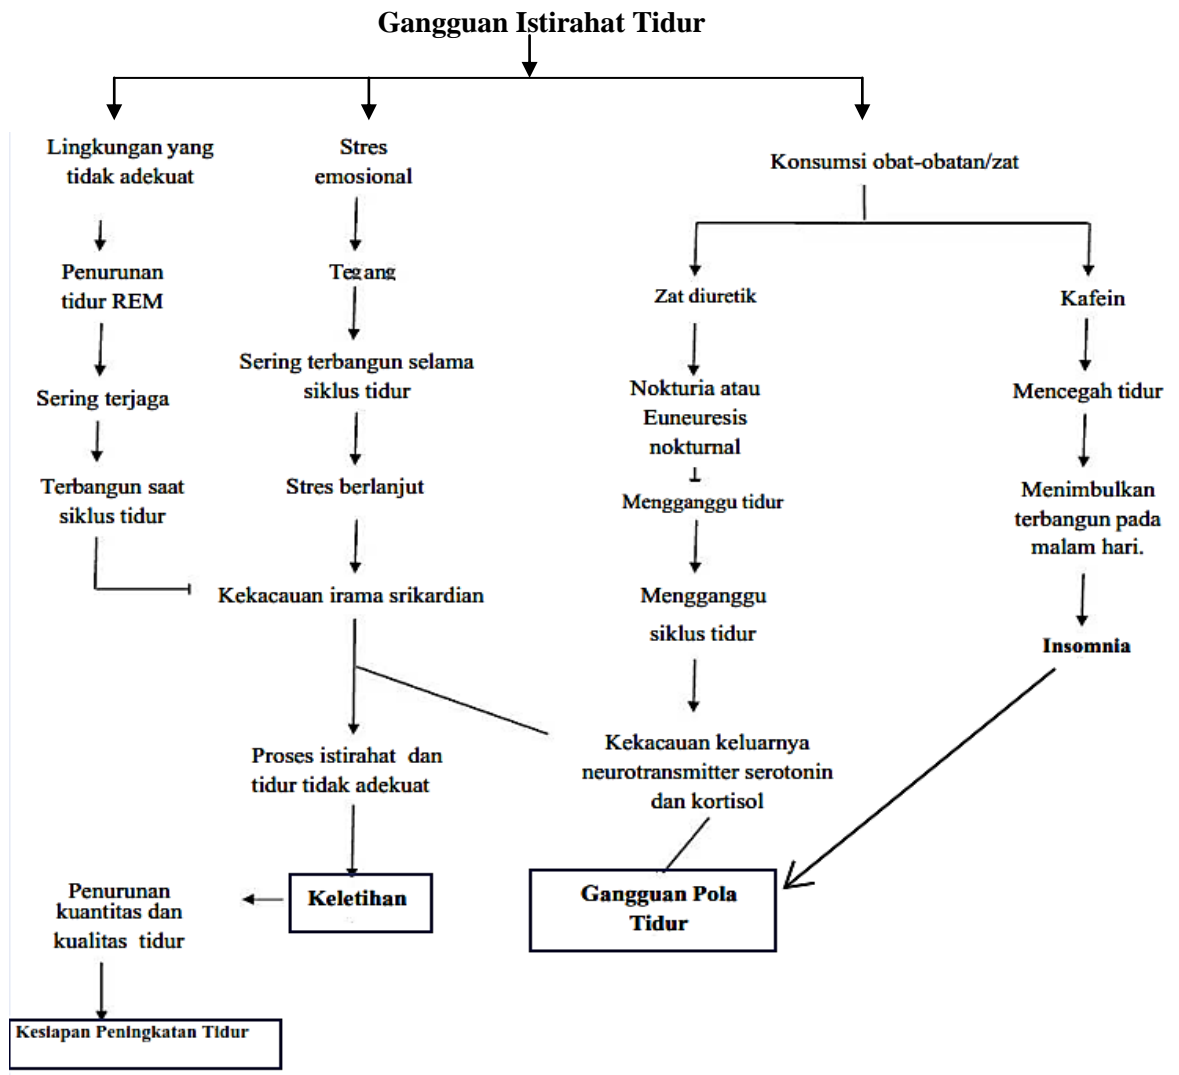 Gangguan Istirahat Tidur
Lingkungan yang
tidak adekuat
Penurunan
tidur REM
Sering terjaga
Terbangun saat
siklus tidur
Stres
emosional
Tegang
Sering terbangun selama
siklus tidur
Stres berlanjut
Kekacauan irama srikardian
Proses istirahat dan
tidur tidak adekuat
Keletihan
Penurunan
kuantitas dan
kualitas tidur
Kesiapan Peningkatan Tidur
Konsumsi obat-obatan/zat
Zat diuretik
Nokturia atau
Euneuresis
nokturnal
Mengganggu tidur
Mengganggu
siklus tidur
Kekacauan keluarnya
neurotransmitter serotonin
dan kortisol
Gangguan Pola
Tidur
Kafein
Mencegah tidur
Menimbulkan
terbangun pada
malam hari.
Insomnia